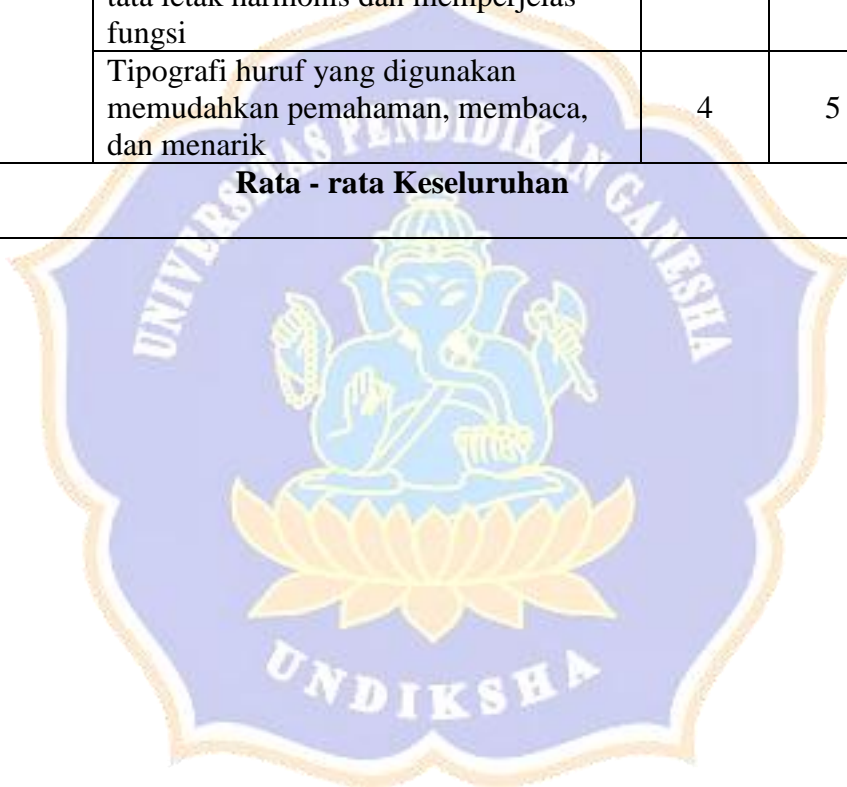 tata letak harmonis dan memperjelas
fungsi
Tipografi huruf yang digunakan
memudahkan pemahaman, membaca,
dan menarik
4
5
Rata - rata Keseluruhan
UNIVERSITAS PENDIDIKAN GANESHA
UNDIKSHA